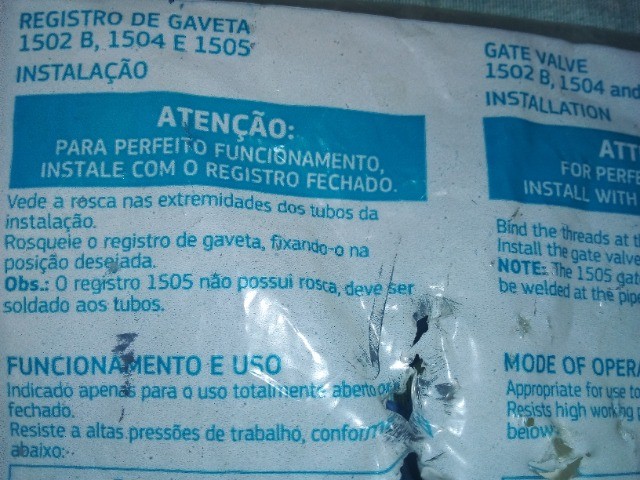 REGISTRO DE GAVETA
1502 B, 1504 E 1505
INSTALAÇÃO
ATENÇÃO:
PARA PERFEITO FUNCIONAMENTO,
INSTALE COM O REGISTRO FECHADO.
Vede a rosca nas extremidades dos tubos da
instalação.
Rosqueie o registro de gaveta, fixando-o na
posição desejada.
Obs.: O registro 1505 não possui rosca, deve ser
soldado aos tubos.
FUNCIONAMENTO E USO
Indicado apenas para o uso totalmente aberto ou
fechado.
Resiste a altas pressões de trabalho, conforme
abaixo:
GATE VALVE
1502 B, 1504 and
INSTALLATION
ATT
FOR PERFE
INSTALL WITH
Bind the threads at t
Install the gate valve
NOTE: The 1505 gat
be welded at the pip
MODE OF OPERA
Appropriate for use t
Resists high working p
below